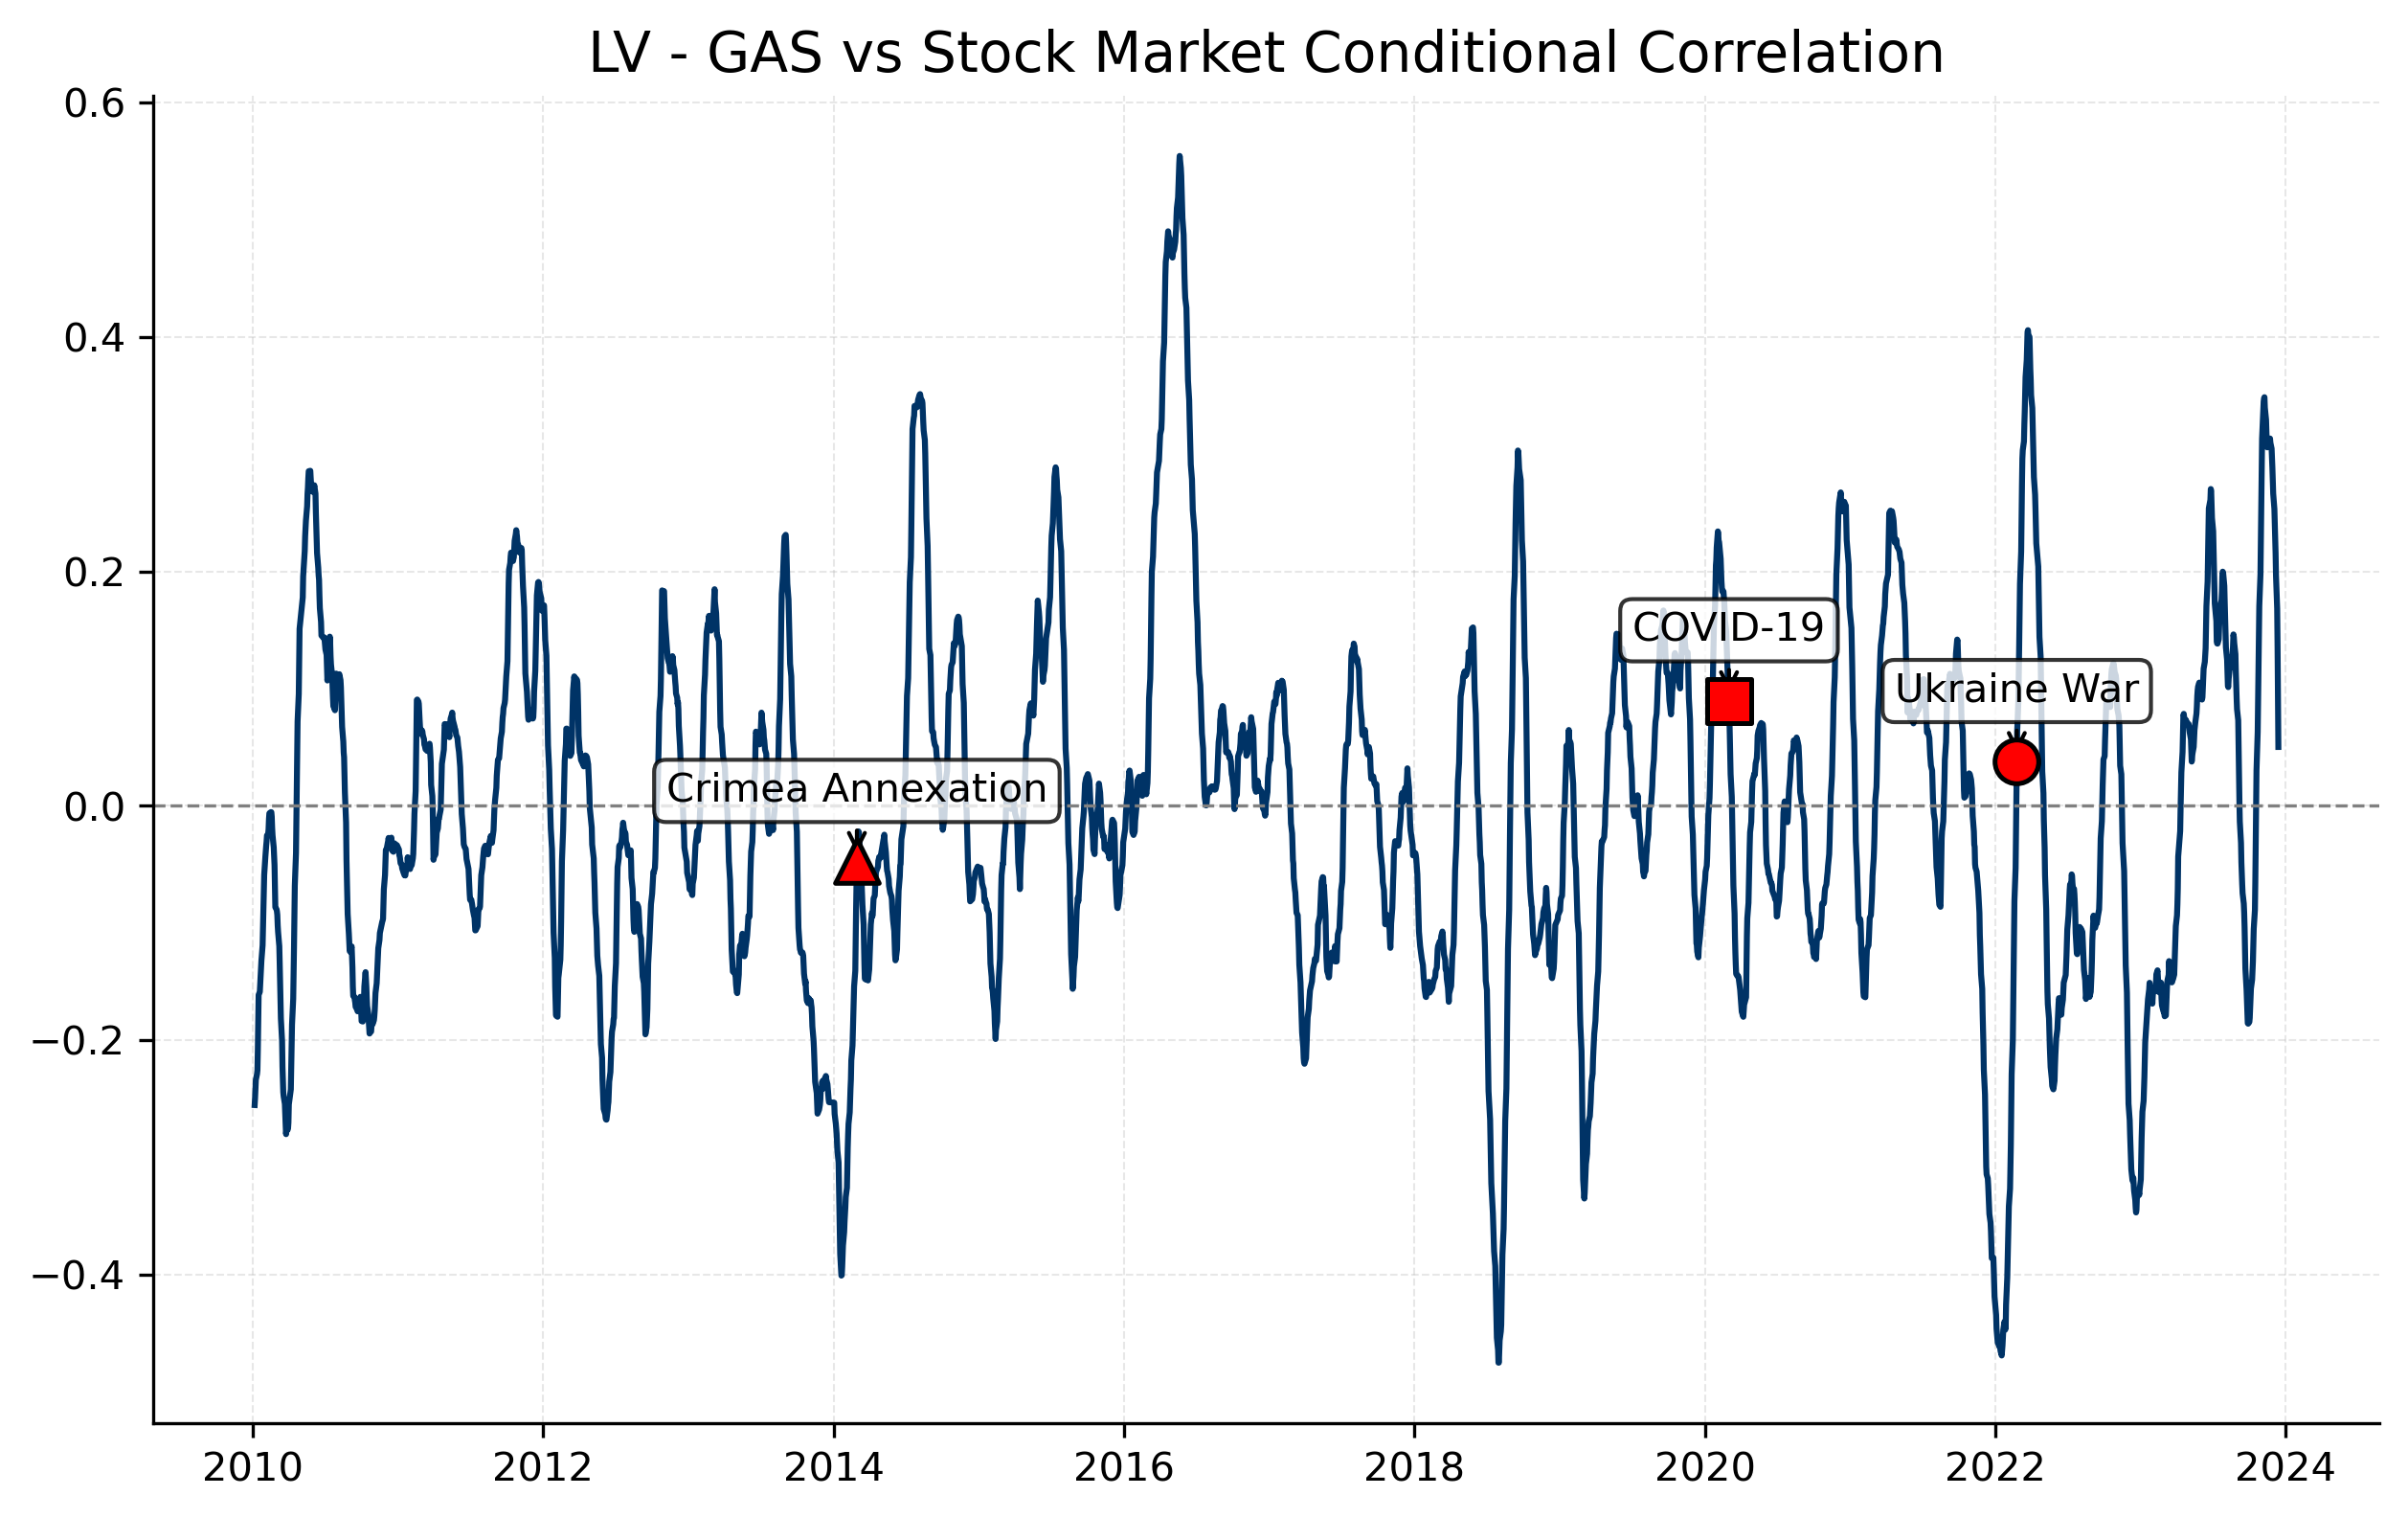 LV - GAS vs Stock Market Conditional Correlation
0.6
0.4
0.2
0.0
−0.2
−0.4
Crimea Annexation
COVID-19
Ukraine War
2010 2012 2014 2016 2018 2020 2022 2024